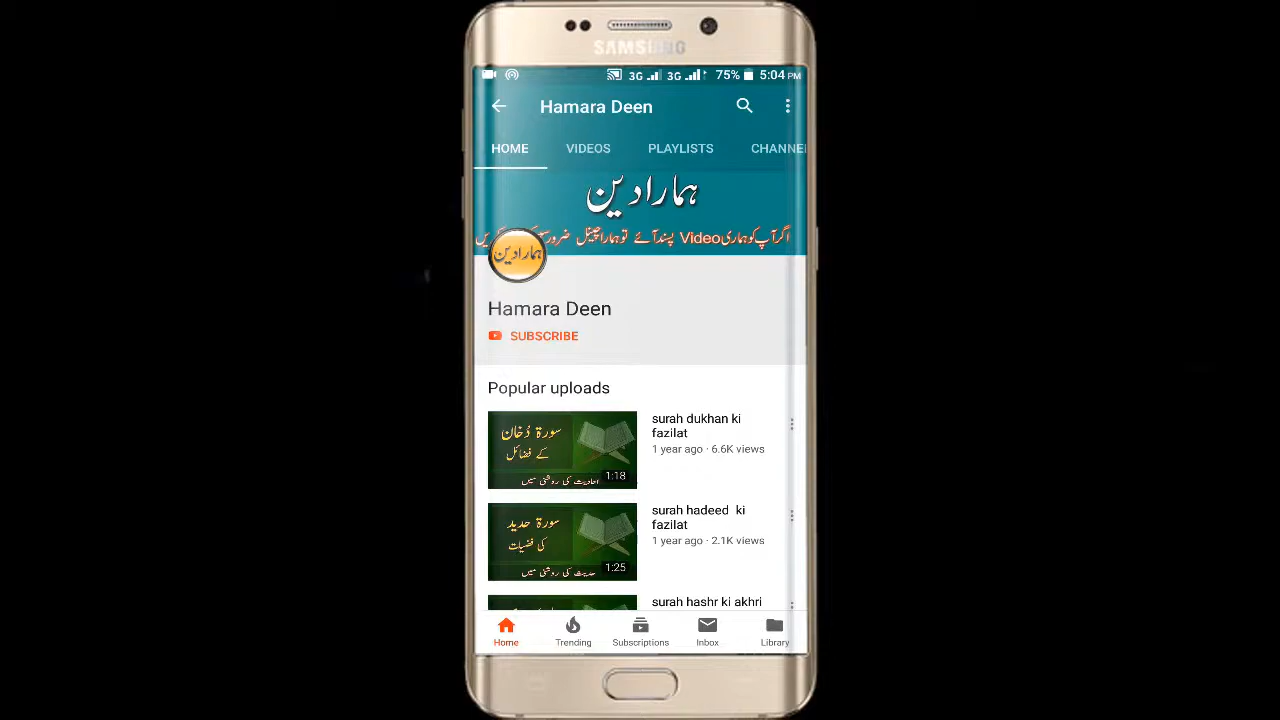 SAMSUNG
3G 3G 75% 5:04 PM
Hamara Deen
HOME VIDEOS PLAYLISTS CHANNE
ہمارا دین
اگر آپ کو ہماری Video پسند آئے تو ہمارا چینل ضرور
ہمارا دین
Hamara Deen
SUBSCRIBE
Popular uploads
سورۃ دُخان
کے فضائل
احادیث کی روشنی میں
1:18
surah dukhan ki
fazilat
1 year ago · 6.6K views
سورۃ حدید
کی فضیلت
حدیث کی روشنی میں
1:25
surah hadeed ki
fazilat
1 year ago · 2.1K views
surah hashr ki akhri
Home Trending Subscriptions Inbox Library